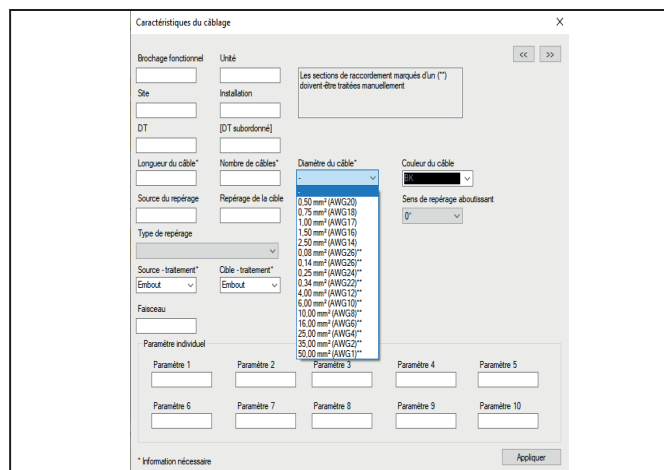 Caractéristiques du câblage X
<< >>
Brochage fonctionnel Unité
Les sections de raccordement marqués d'un (**)
doivent-être traitées manuellement
Site Installation
DT [DT subordonné]
Longueur du câble* Nombre de câbles* Diamètre du câble* Couleur du câble
- BK
Source du repérage Repérage de la cible Sens de repérage aboutissant
0°
Type de repérage
-
0,50 mm² (AWG20)
0,75 mm² (AWG18)
1,00 mm² (AWG17)
1,50 mm² (AWG16)
2,50 mm² (AWG14)
0,08 mm² (AWG26)**
0,14 mm² (AWG26)**
0,25 mm² (AWG24)**
0,34 mm² (AWG22)**
4,00 mm² (AWG12)**
6,00 mm² (AWG10)**
10,00 mm² (AWG8)**
16,00 mm² (AWG6)**
25,00 mm² (AWG4)**
35,00 mm² (AWG2)**
50,00 mm² (AWG1)**
Source - traitement* Cible - traitement*
Embout Embout
Faisceau
Paramètre individuel
Paramètre 1 Paramètre 2 Paramètre 3 Paramètre 4 Paramètre 5
Paramètre 6 Paramètre 7 Paramètre 8 Paramètre 9 Paramètre 10
* Information nécessaire Appliquer